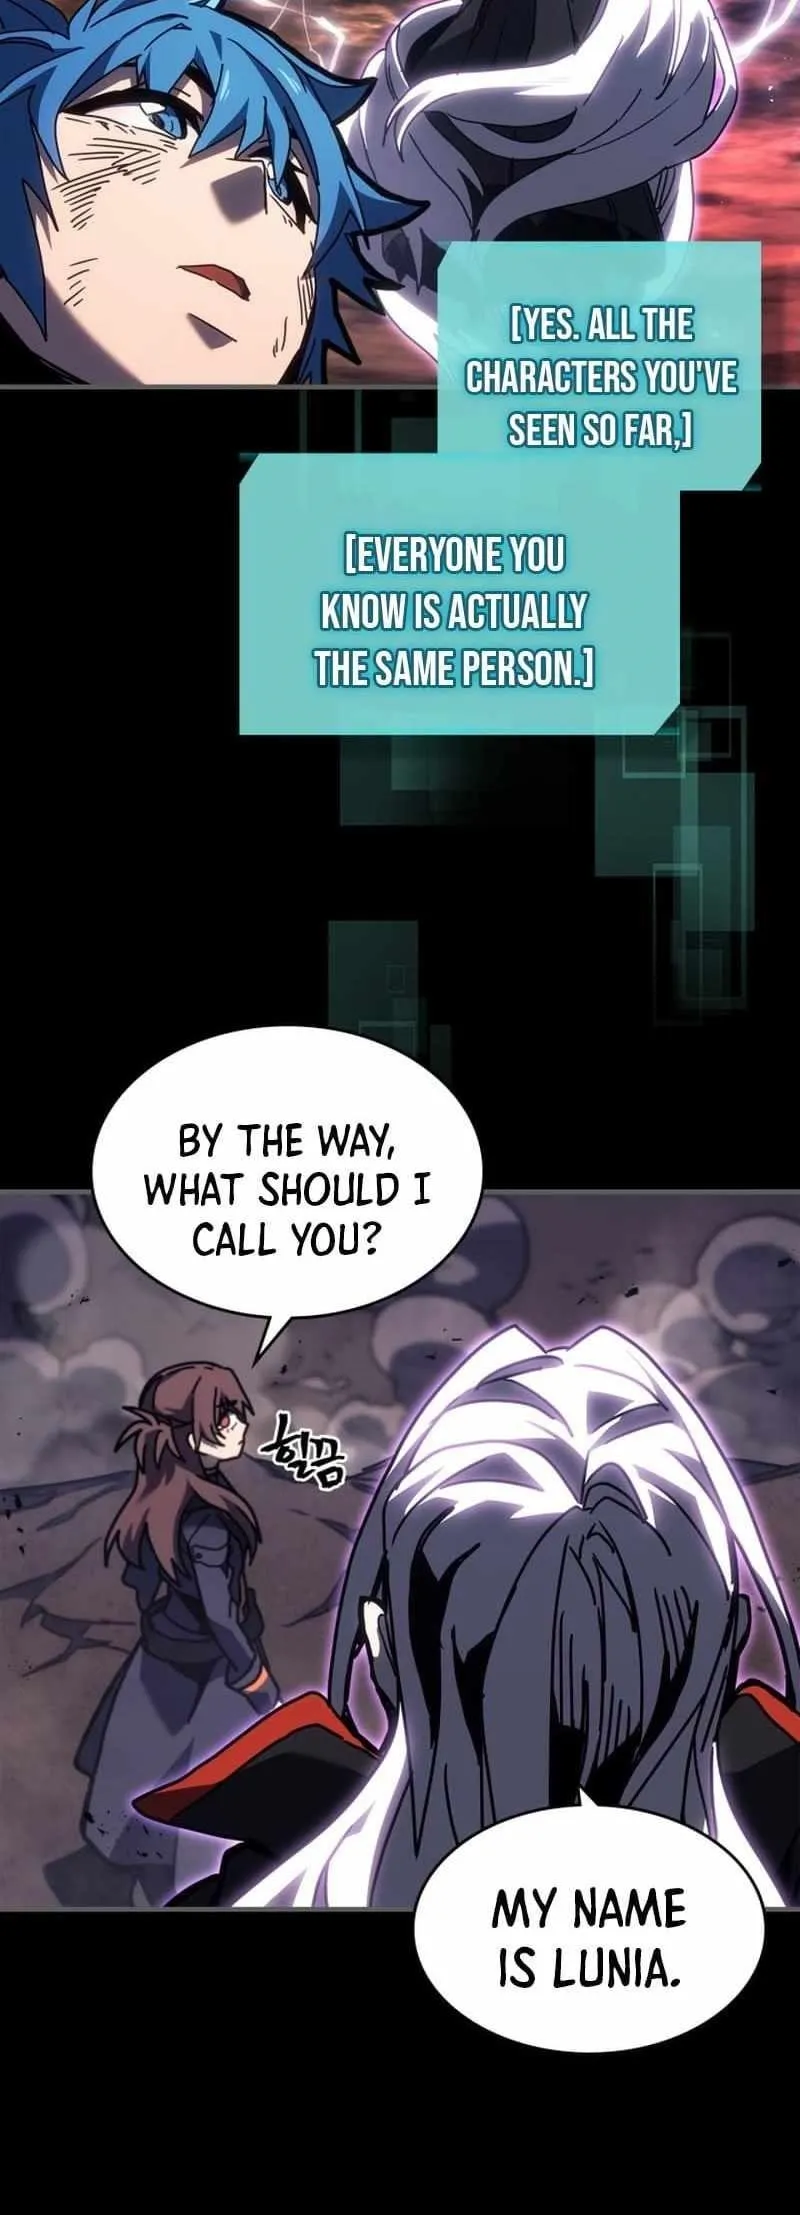 [YES. ALL THE
CHARACTERS YOU'VE
SEEN SO FAR,]
[EVERYONE YOU
KNOW IS ACTUALLY
THE SAME PERSON.]
BY THE WAY,
WHAT SHOULD I
CALL YOU?
힐끔
MY NAME
IS LUNIA.